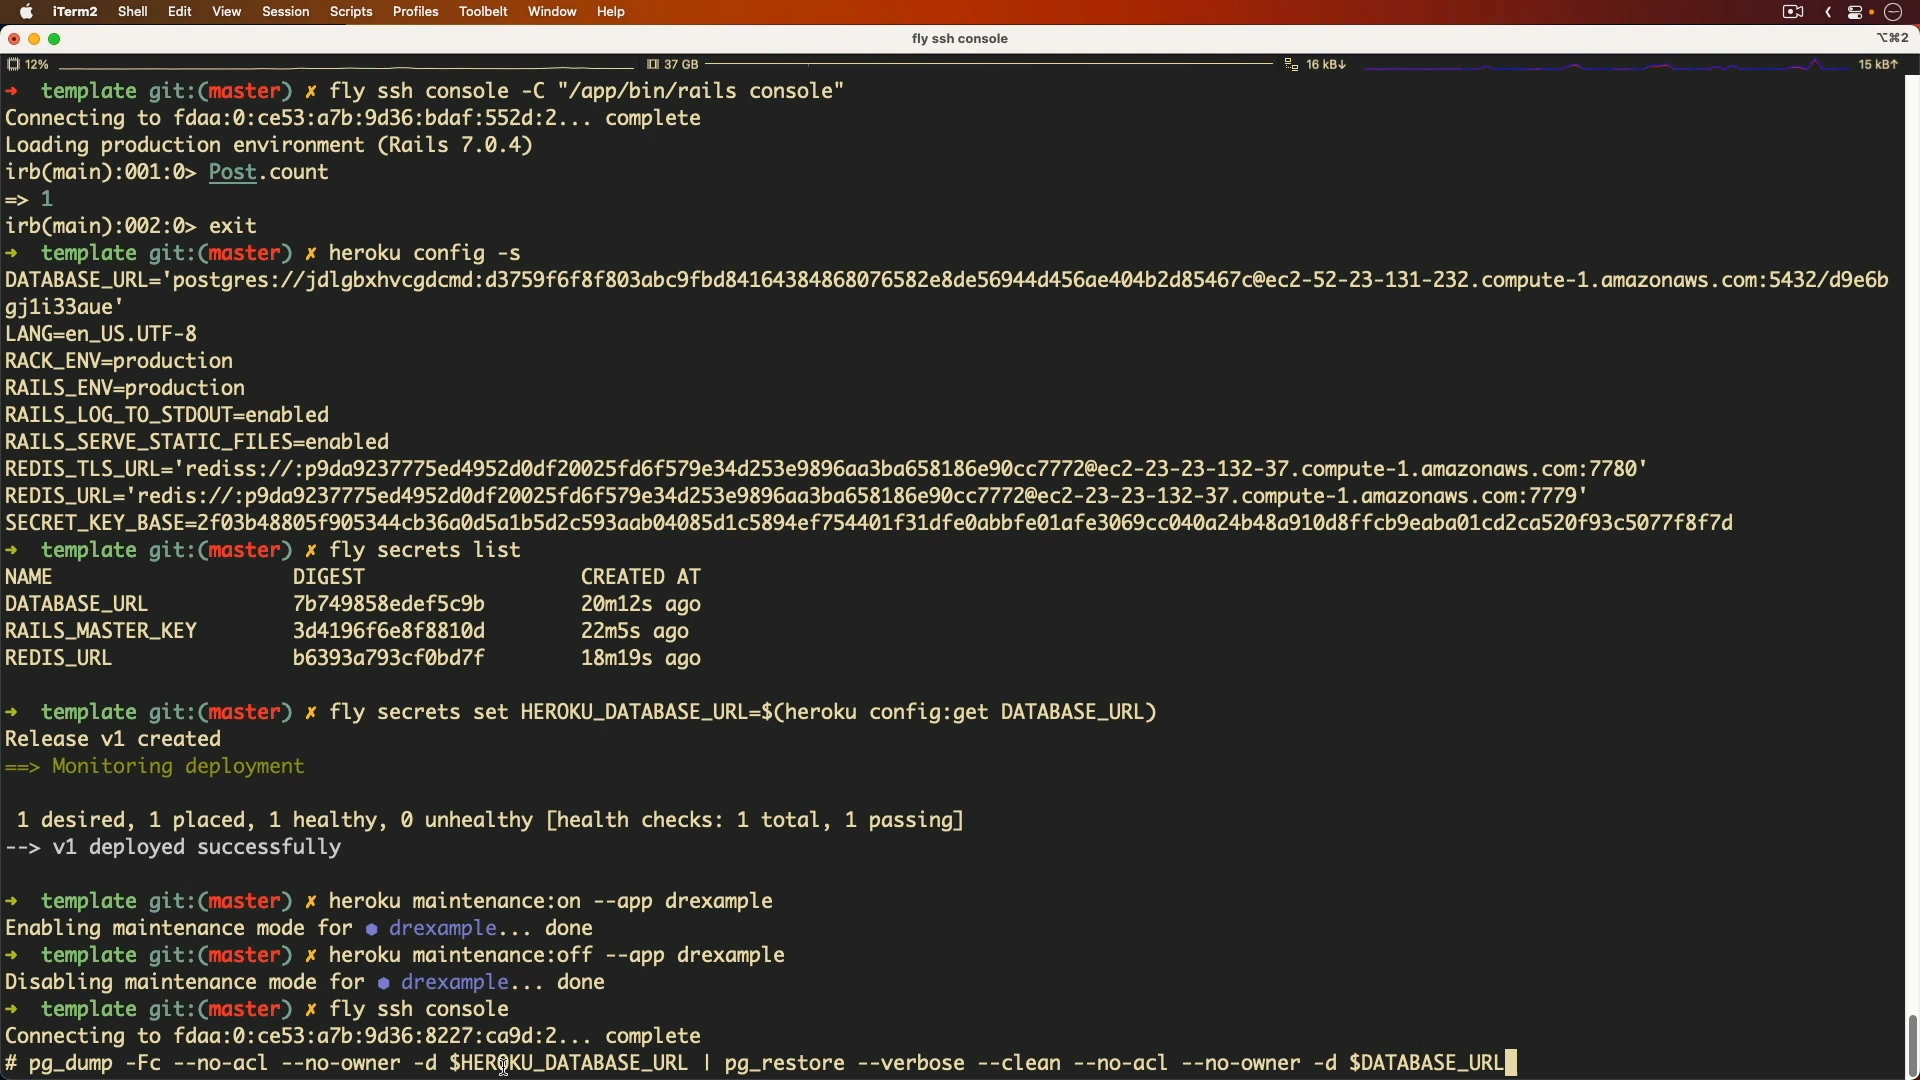 iTerm2 Shell Edit View Session Scripts Profiles Toolbelt Window Help
fly ssh console
⌥⌘2
12% 37 GB 16 kB↓ 15 kB↑
➜ template git:(master) ✗ fly ssh console -C "/app/bin/rails console"
Connecting to fdaa:0:ce53:a7b:9d36:bdaf:552d:2... complete
Loading production environment (Rails 7.0.4)
irb(main):001:0> Post.count
=> 1
irb(main):002:0> exit
➜ template git:(master) ✗ heroku config -s
DATABASE_URL='postgres://jdlgbxhvcgdcmd:d3759f6f8f803abc9fbd84164384868076582e8de56944d456ae404b2d85467c@ec2-52-23-131-232.compute-1.amazonaws.com:5432/d9e6b
gj1i33aue'
LANG=en_US.UTF-8
RACK_ENV=production
RAILS_ENV=production
RAILS_LOG_TO_STDOUT=enabled
RAILS_SERVE_STATIC_FILES=enabled
REDIS_TLS_URL='rediss://:p9da9237775ed4952d0df20025fd6f579e34d253e9896aa3ba658186e90cc7772@ec2-23-23-132-37.compute-1.amazonaws.com:7780'
REDIS_URL='redis://:p9da9237775ed4952d0df20025fd6f579e34d253e9896aa3ba658186e90cc7772@ec2-23-23-132-37.compute-1.amazonaws.com:7779'
SECRET_KEY_BASE=2f03b48805f905344cb36a0d5a1b5d2c593aab04085d1c5894ef754401f31dfe0abbfe01afe3069cc040a24b48a910d8ffcb9eaba01cd2ca520f93c5077f8f7d
➜ template git:(master) ✗ fly secrets list
NAME DIGEST CREATED AT
DATABASE_URL 7b749858edef5c9b 20m12s ago
RAILS_MASTER_KEY 3d4196f6e8f8810d 22m5s ago
REDIS_URL b6393a793cf0bd7f 18m19s ago
➜ template git:(master) ✗ fly secrets set HEROKU_DATABASE_URL=$(heroku config:get DATABASE_URL)
Release v1 created
==> Monitoring deployment
1 desired, 1 placed, 1 healthy, 0 unhealthy [health checks: 1 total, 1 passing]
--> v1 deployed successfully
➜ template git:(master) ✗ heroku maintenance:on --app drexample
Enabling maintenance mode for ⬢ drexample... done
➜ template git:(master) ✗ heroku maintenance:off --app drexample
Disabling maintenance mode for ⬢ drexample... done
➜ template git:(master) ✗ fly ssh console
Connecting to fdaa:0:ce53:a7b:9d36:8227:ca9d:2... complete
# pg_dump -Fc --no-acl --no-owner -d $HEROKU_DATABASE_URL | pg_restore --verbose --clean --no-acl --no-owner -d $DATABASE_URL